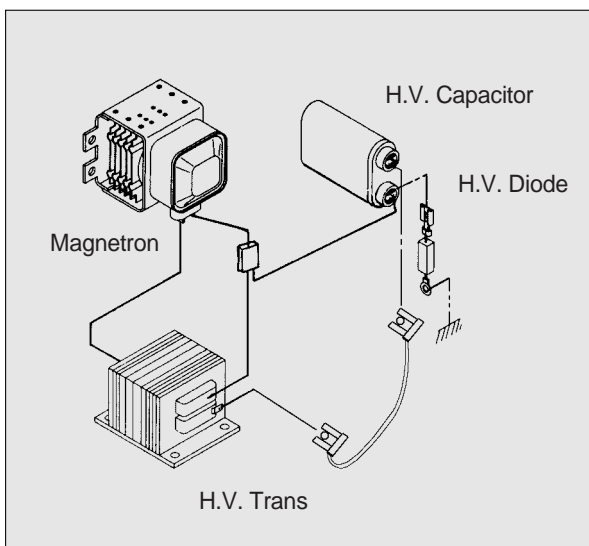 H.V. Capacitor
H.V. Diode
Magnetron
H.V. Trans